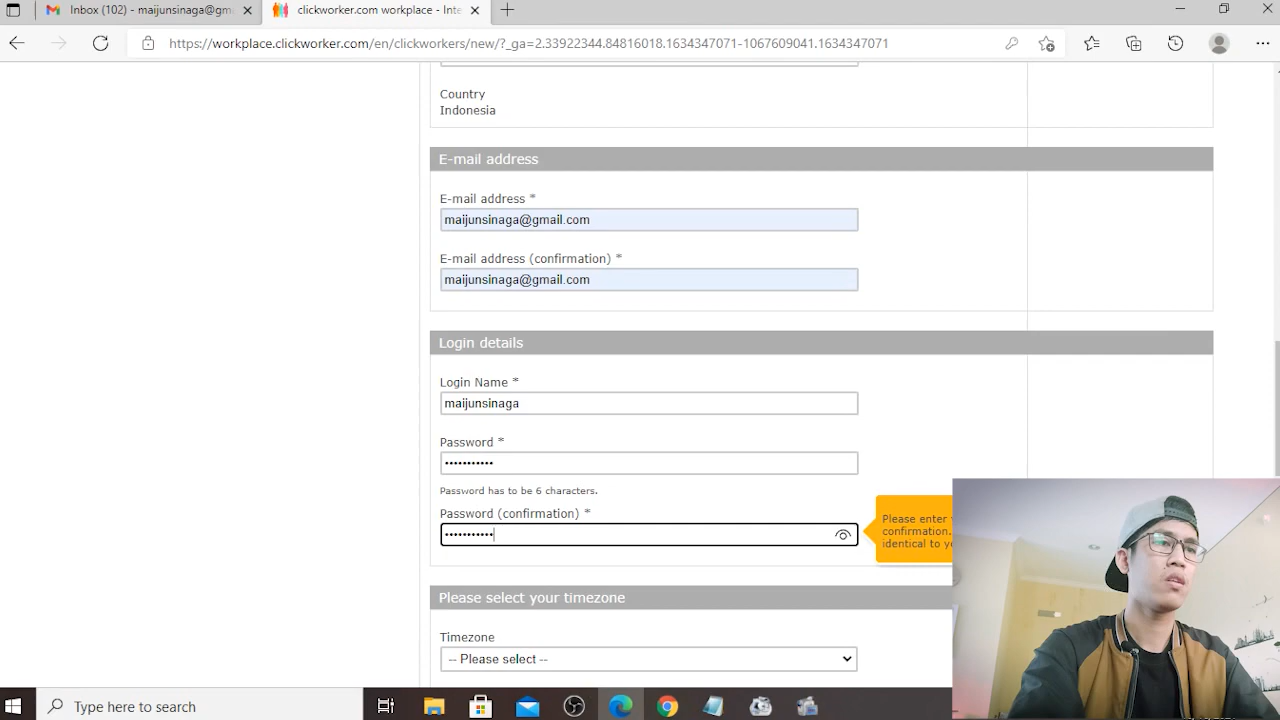 Inbox (102) - maijunsinaga@gm
clickworker.com workplace - Inte
https://workplace.clickworker.com/en/clickworkers/new/?_ga=2.33922344.84816018.1634347071-1067609041.1634347071
Country
Indonesia
E-mail address
E-mail address *
maijunsinaga@gmail.com
E-mail address (confirmation) *
maijunsinaga@gmail.com
Login details
Login Name *
maijunsinaga
Password *
•••••••••••
Password has to be 6 characters.
Password (confirmation) *
•••••••••••
Please enter
confirmation.
identical to yo
Please select your timezone
Timezone
-- Please select --
Type here to search